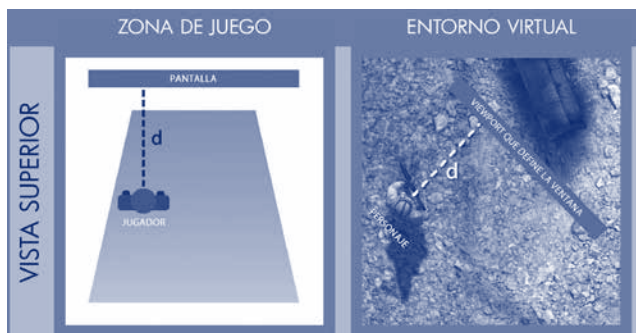 ZONA DE JUEGO
ENTORNO VIRTUAL
VISTA SUPERIOR
PANTALLA
d
JUGADOR
VIEWPORT QUE DEFINE LA VENTANA
d
PERSONAJE